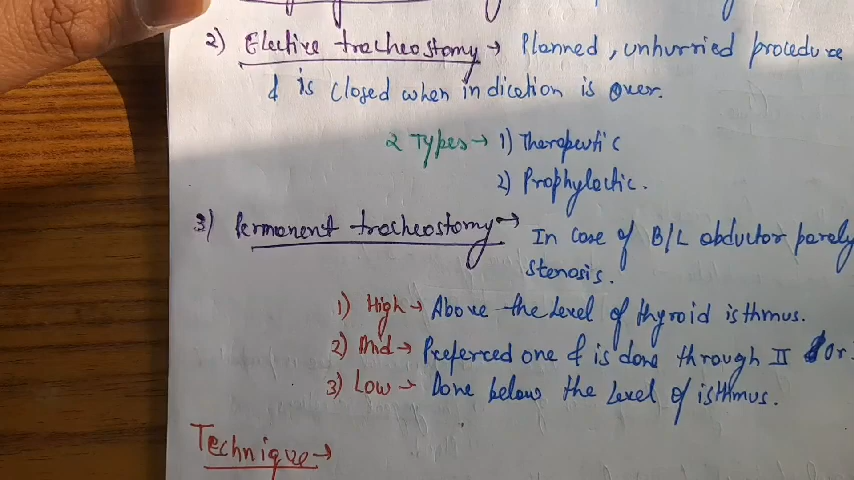 2) Elective tracheostomy → Planned, unhurried procedure
& is closed when indication is over.
2 Types → 1) Therapeutic
2) Prophylactic.
3) Permanent tracheostomy → In case of B/L abductor paraly
stenosis.
1) High → Above the level of thyroid isthmus.
2) Mid → Preferred one & is done through II or
3) Low → Done below the level of isthmus.
Technique →